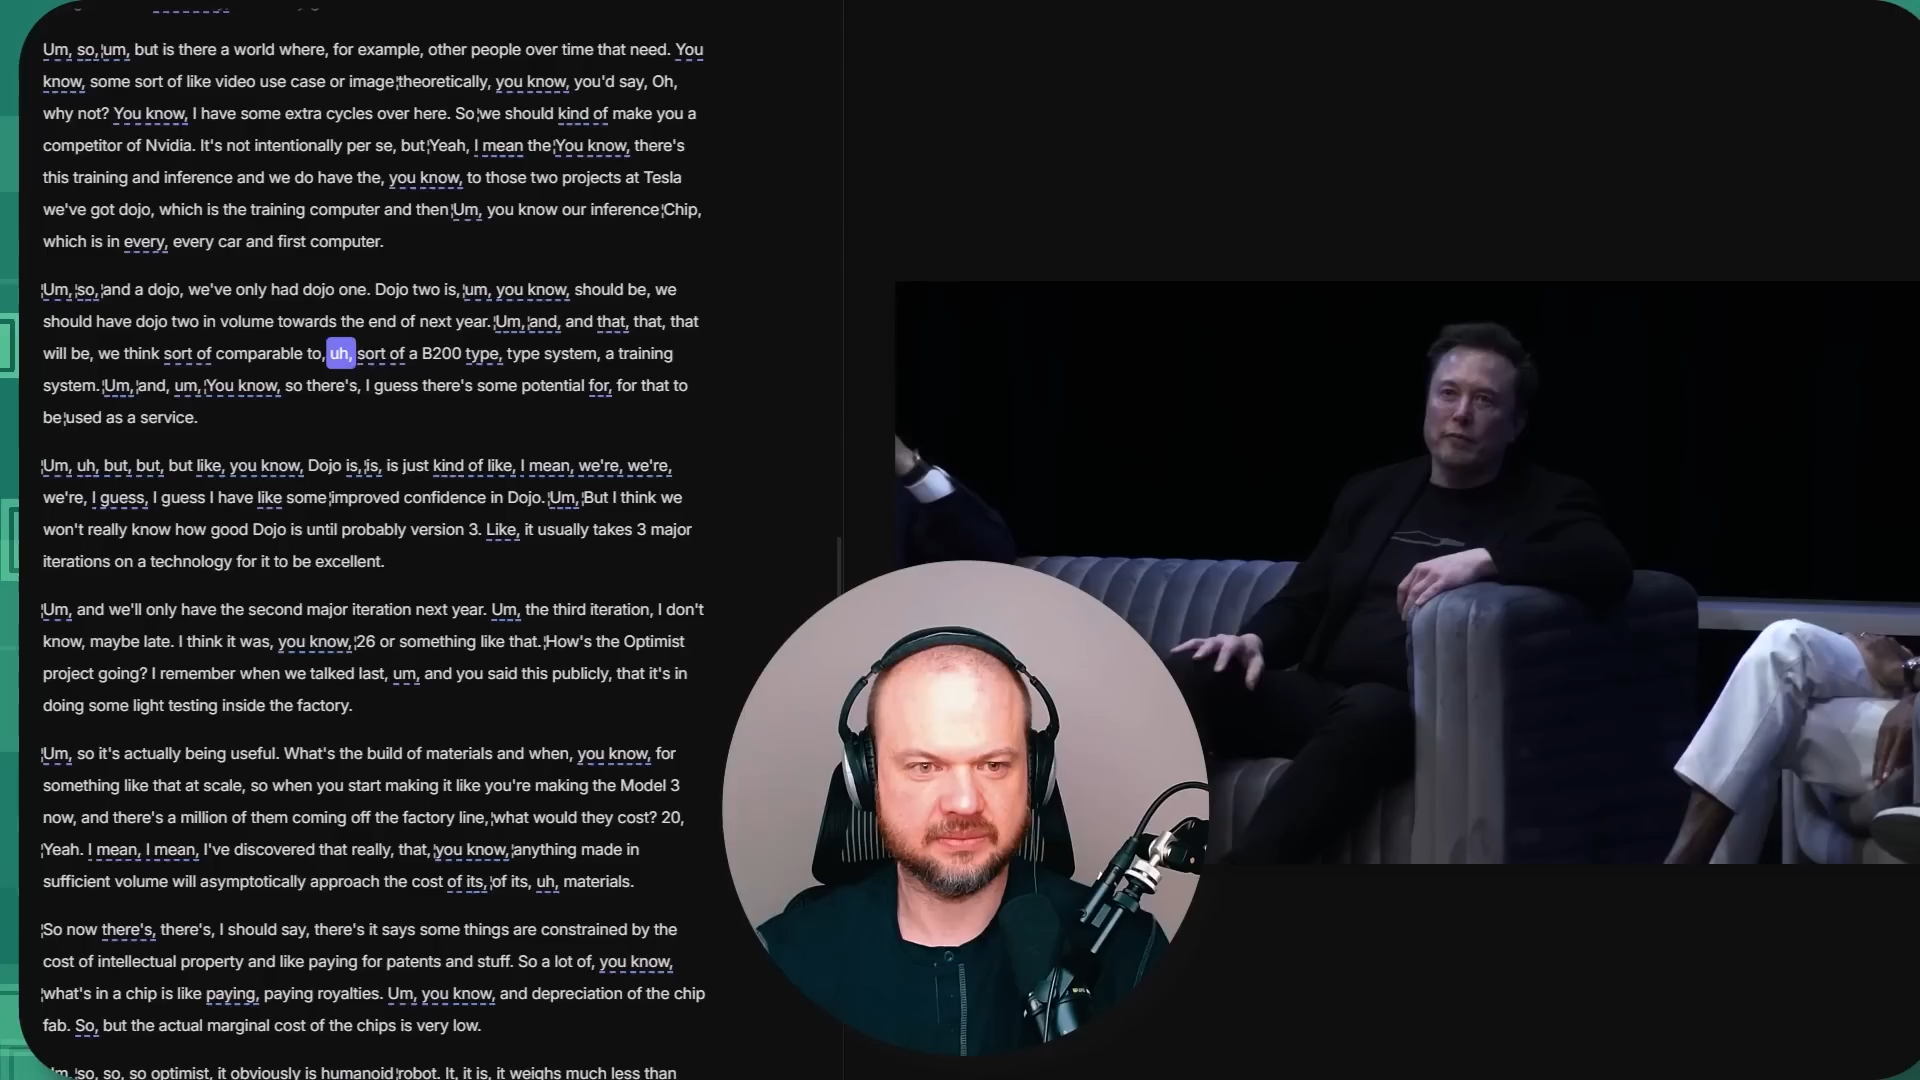 Um, so, um, but is there a world where, for example, other people over time that need. You
know, some sort of like video use case or image theoretically, you know, you'd say, Oh,
why not? You know, I have some extra cycles over here. So we should kind of make you a
competitor of Nvidia. It's not intentionally per se, but Yeah, I mean the You know, there's
this training and inference and we do have the, you know, to those two projects at Tesla
we've got dojo, which is the training computer and then Um, you know our inference Chip,
which is in every, every car and first computer.
Um, so, and a dojo, we've only had dojo one. Dojo two is, um, you know, should be, we
should have dojo two in volume towards the end of next year. Um, and, and that, that, that
will be, we think sort of comparable to, uh, sort of a B200 type, type system, a training
system. Um, and, um, You know, so there's, I guess there's some potential for, for that to
be used as a service.
Um, uh, but, but, but like, you know, Dojo is, is, is just kind of like, I mean, we're, we're,
we're, I guess, I guess I have like some improved confidence in Dojo. Um, But I think we
won't really know how good Dojo is until probably version 3. Like, it usually takes 3 major
iterations on a technology for it to be excellent.
Um, and we'll only have the second major iteration next year. Um, the third iteration, I don't
know, maybe late. I think it was, you know, 26 or something like that. How's the Optimist
project going? I remember when we talked last, um, and you said this publicly, that it's in
doing some light testing inside the factory.
Um, so it's actually being useful. What's the build of materials and when, you know, for
something like that at scale, so when you start making it like you're making the Model 3
now, and there's a million of them coming off the factory line, what would they cost? 20,
Yeah. I mean, I mean, I've discovered that really, that, you know, anything made in
sufficient volume will asymptotically approach the cost of its, of its, uh, materials.
So now there's, there's, I should say, there's it says some things are constrained by the
cost of intellectual property and like paying for patents and stuff. So a lot of, you know,
what's in a chip is like paying, paying royalties. Um, you know, and depreciation of the chip
fab. So, but the actual marginal cost of the chips is very low.
Um, so, so, so optimist, it obviously is humanoid robot. It, it is, it weighs much less than